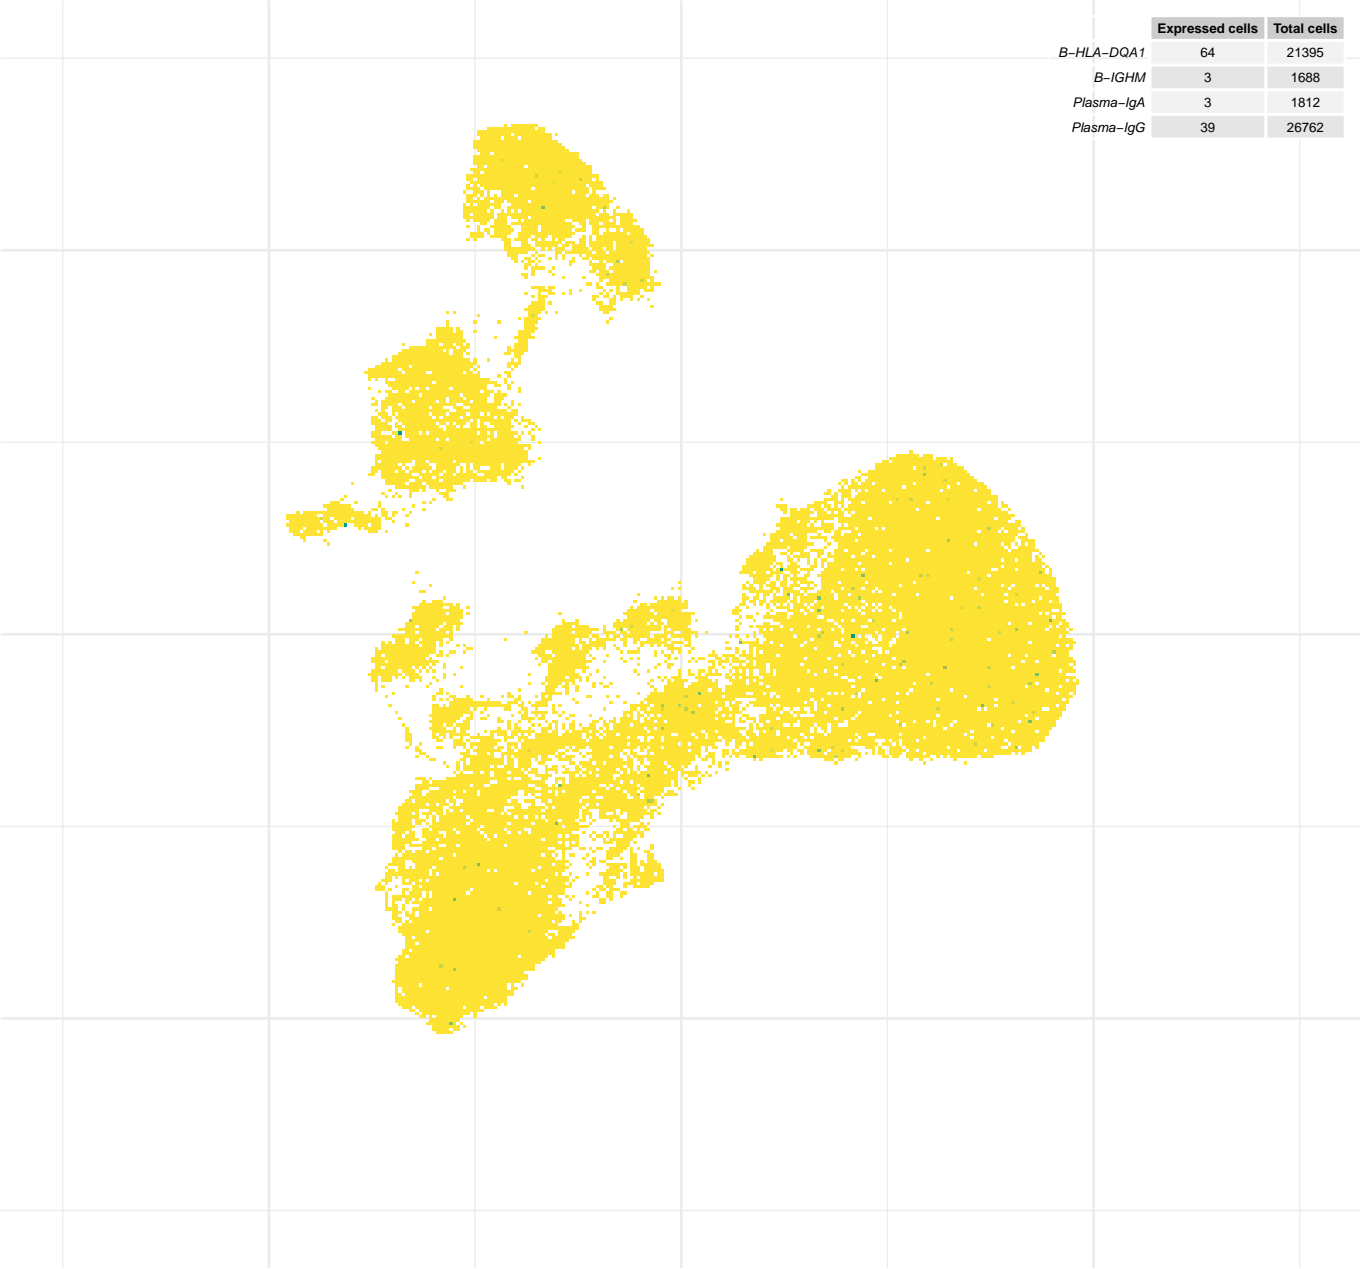 Expressed cells Total cells
B−HLA−DQA1 64 21395
B−IGHM 3 1688
Plasma−IgA 3 1812
Plasma−IgG 39 26762